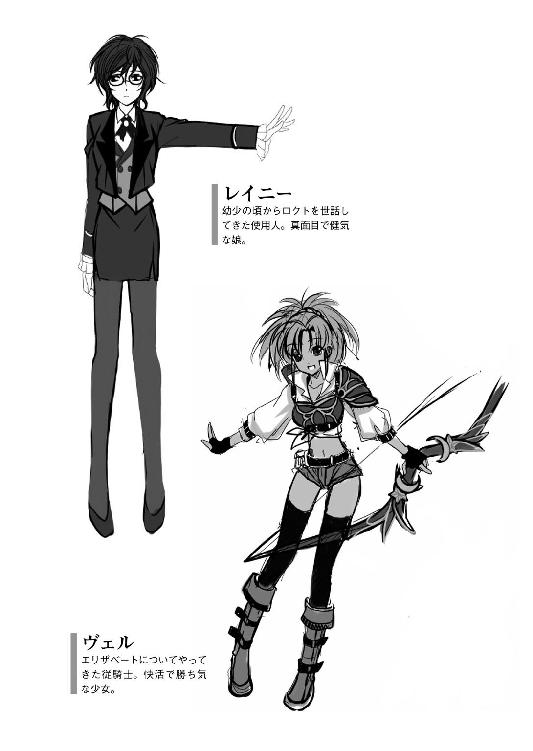 レイニー
幼少の頃からロクトを世話し
てきた使用人。真面目で健気
な娘。
ヴェル
エリザベートについてやって
きた従騎士。快活で勝ち気
な少女。